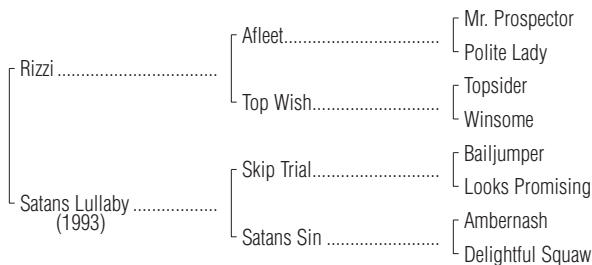 Mr. Prospector
Afleet
Polite Lady
Rizzi
Topsider
Top Wish
Winsome
Bailjumper
Skip Trial
Looks Promising
Satans Lullaby
(1993)
Ambernash
Satans Sin
Delightful Squaw